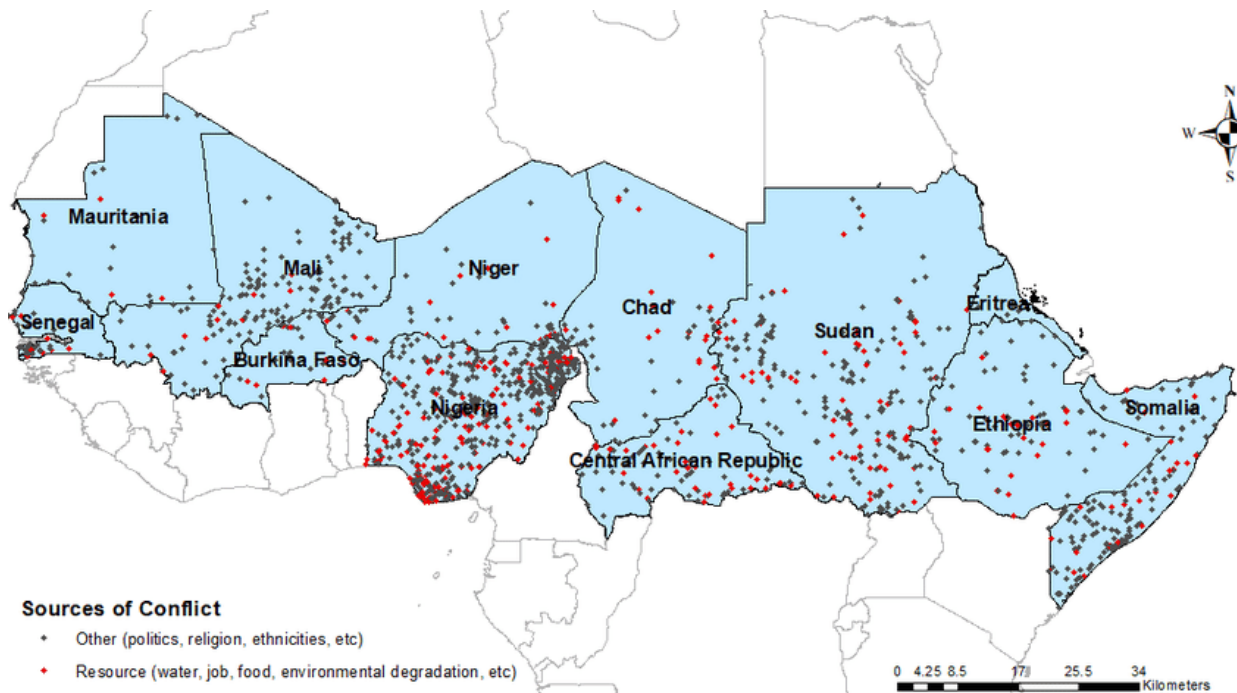 N
W
S
Mauritania
Mali
Niger
Chad
Sudan
Eritrea
Senegal
Burkina Faso
Nigeria
Ethiopia
Somalia
Central African Republic
Sources of Conflict
Other (politics, religion, ethnicities, etc)
Resource (water, job, food, environmental degradation, etc)
0 4.25 8.5 17 25.5 34
Kilometers